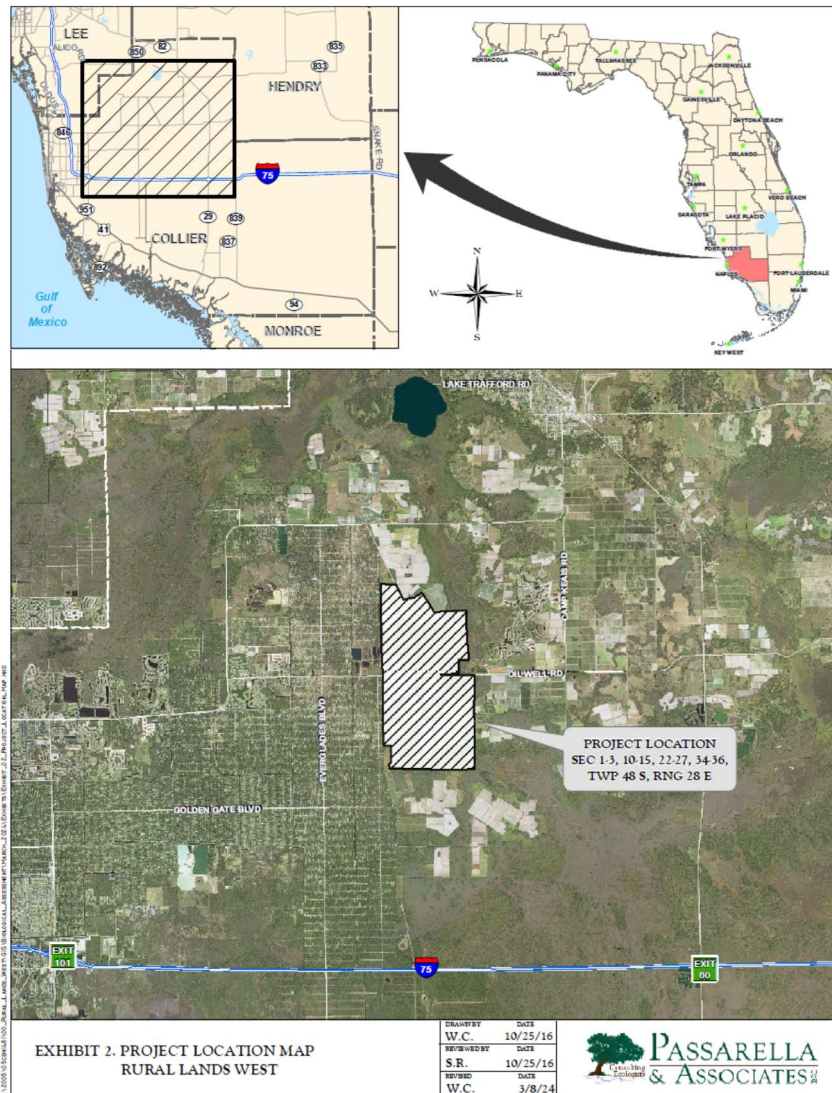 LEE
ALICO RD
850
82
835
833
HENDRY
846
75
SNAKE RD
951
41
29
839
837
COLLIER
92
94
Gulf
of
Mexico
MONROE
PENSACOLA
PANAMA CITY
TALLAHASSEE
JACKSONVILLE
GAINESVILLE
DAYTONA BEACH
ORLANDO
TAMPA
VERO BEACH
SARASOTA
LAKE PLACID
FORT MYERS
NAPLES
FORT LAUDERDALE
MIAMI
KEY WEST
N
W
E
S
LAKE TRAFFORD RD
CAMP KEAIS RD
OIL WELL RD
EVERGLADES BLVD
GOLDEN GATE BLVD
PROJECT LOCATION
SEC 1-3, 10-15, 22-27, 34-36,
TWP 48 S, RNG 28 E
EXIT
101
75
EXIT
80
EXHIBIT 2. PROJECT LOCATION MAP
RURAL LANDS WEST
DRAWN BY DATE
W.C. 10/25/16
REVIEWED BY DATE
S.R. 10/25/16
REVISED DATE
W.C. 3/8/24
Consulting
Ecologists
PASSARELLA
& ASSOCIATES INC